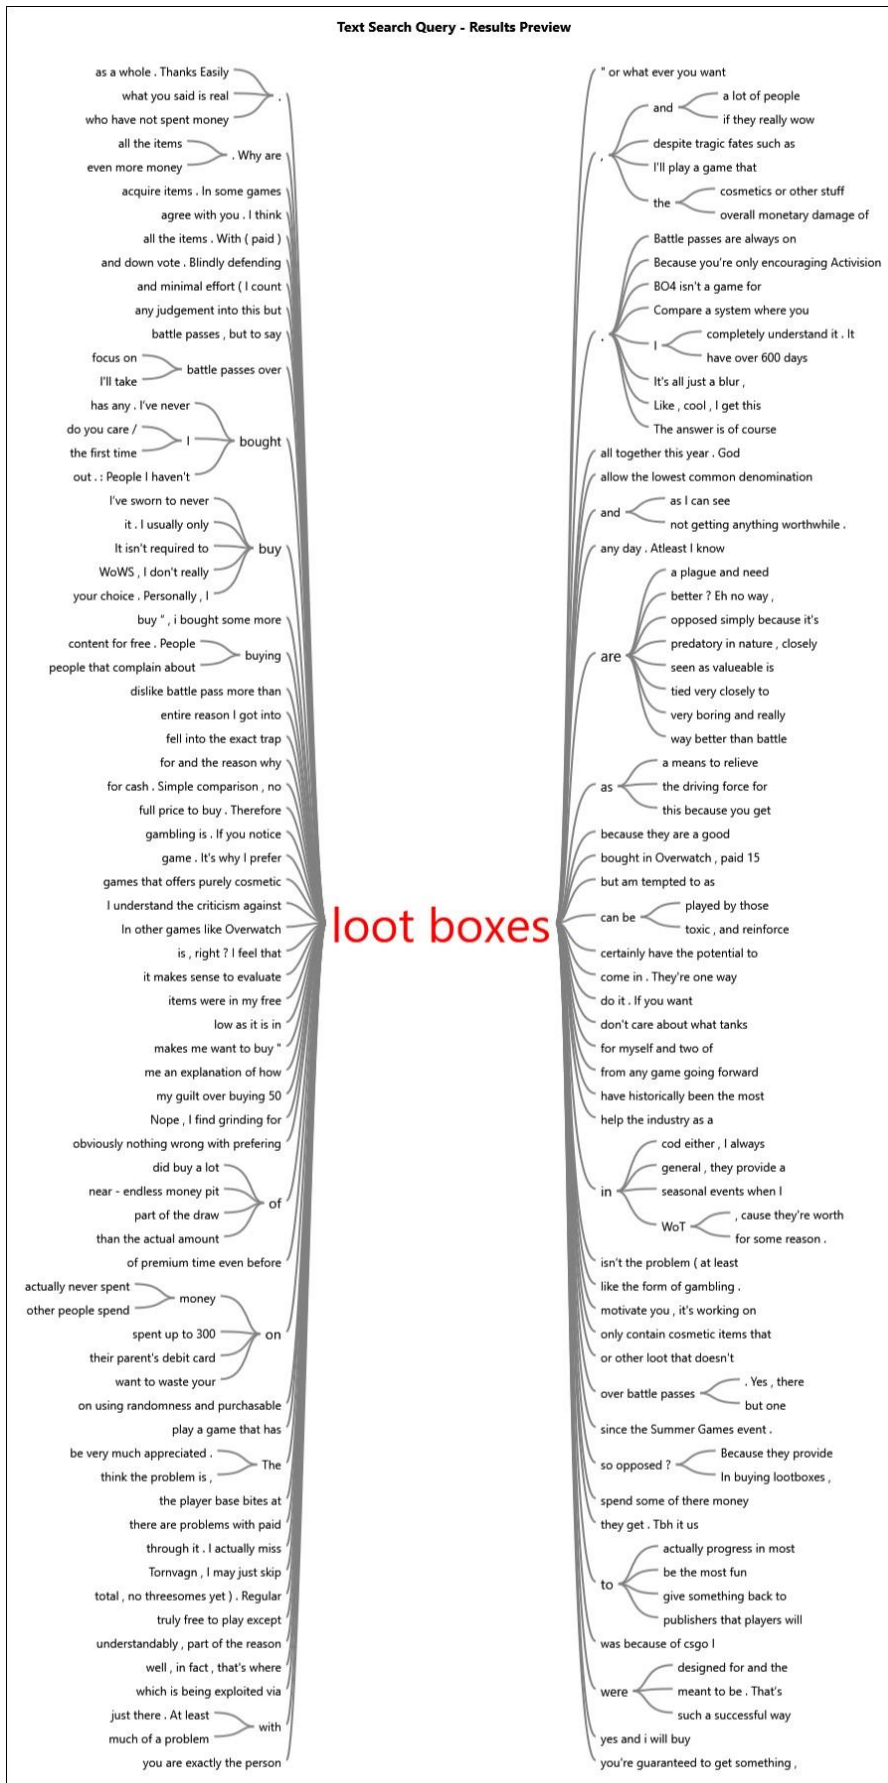 Text Search Query - Results Preview
as a whole . Thanks Easily
what you said is real
who have not spent money
.
all the items
even more money
. Why are
acquire items . In some games
agree with you . I think
all the items . With ( paid )
and down vote . Blindly defending
and minimal effort ( I count
any judgement into this but
battle passes , but to say
focus on
I'll take
battle passes over
has any . I've never
do you care /
the first time
I
out . : People I haven't
bought
I've sworn to never
it . I usually only
It isn't required to
WoWS , I don't really
your choice . Personally , I
buy
buy " , i bought some more
content for free . People
people that complain about
buying
dislike battle pass more than
entire reason I got into
fell into the exact trap
for and the reason why
for cash . Simple comparison , no
full price to buy . Therefore
gambling is . If you notice
game . It's why I prefer
games that offers purely cosmetic
I understand the criticism against
In other games like Overwatch
is , right ? I feel that
it makes sense to evaluate
items were in my free
low as it is in
makes me want to buy "
me an explanation of how
my guilt over buying 50
Nope , I find grinding for
obviously nothing wrong with prefering
did buy a lot
near - endless money pit
part of the draw
than the actual amount
of
of premium time even before
actually never spent
other people spend
money
spent up to 300
their parent's debit card
want to waste your
on
on using randomness and purchasable
play a game that has
be very much appreciated .
think the problem is ,
The
the player base bites at
there are problems with paid
through it . I actually miss
Tornvagn , I may just skip
total , no threesomes yet ) . Regular
truly free to play except
understandably , part of the reason
well , in fact , that's where
which is being exploited via
just there . At least
much of a problem
with
you are exactly the person
loot boxes
" or what ever you want
,
and
a lot of people
if they really wow
despite tragic fates such as
I'll play a game that
the
cosmetics or other stuff
overall monetary damage of
.
Battle passes are always on
Because you're only encouraging Activision
BO4 isn't a game for
Compare a system where you
I
completely understand it . It
have over 600 days
It's all just a blur ,
Like , cool , I get this
The answer is of course
all together this year . God
allow the lowest common denomination
and
as I can see
not getting anything worthwhile .
any day . Atleast I know
are
a plague and need
better ? Eh no way ,
opposed simply because it's
predatory in nature , closely
seen as valueable is
tied very closely to
very boring and really
way better than battle
as
a means to relieve
the driving force for
this because you get
because they are a good
bought in Overwatch , paid 15
but am tempted to as
can be
played by those
toxic , and reinforce
certainly have the potential to
come in . They're one way
do it . If you want
don't care about what tanks
for myself and two of
from any game going forward
have historically been the most
help the industry as a
in
cod either , I always
general , they provide a
seasonal events when I
WoT
, cause they're worth
for some reason .
isn't the problem ( at least
like the form of gambling .
motivate you , it's working on
only contain cosmetic items that
or other loot that doesn't
over battle passes
. Yes , there
but one
since the Summer Games event .
so opposed ?
Because they provide
In buying lootboxes ,
spend some of there money
they get . Tbh it us
to
actually progress in most
be the most fun
give something back to
publishers that players will
was because of csgo I
were
designed for and the
meant to be . That's
such a successful way
yes and i will buy
you're guaranteed to get something ,